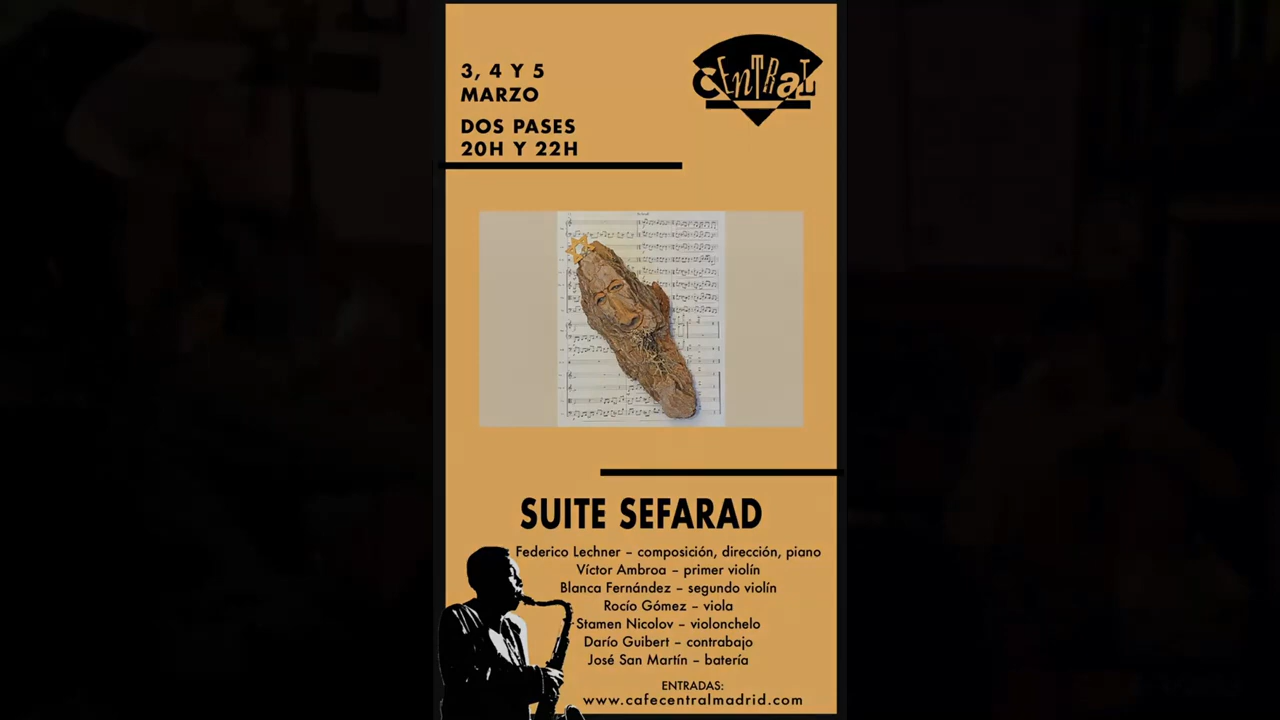 3, 4 Y 5
MARZO
DOS PASES
20H Y 22H
CENTRAL
SUITE SEFARAD
Federico Lechner – composición, dirección, piano
Víctor Ambroa – primer violín
Blanca Fernández – segundo violín
Rocío Gómez – viola
Stamen Nicolov – violonchelo
Darío Guibert – contrabajo
José San Martín – batería
ENTRADAS:
www.cafecentralmadrid.com